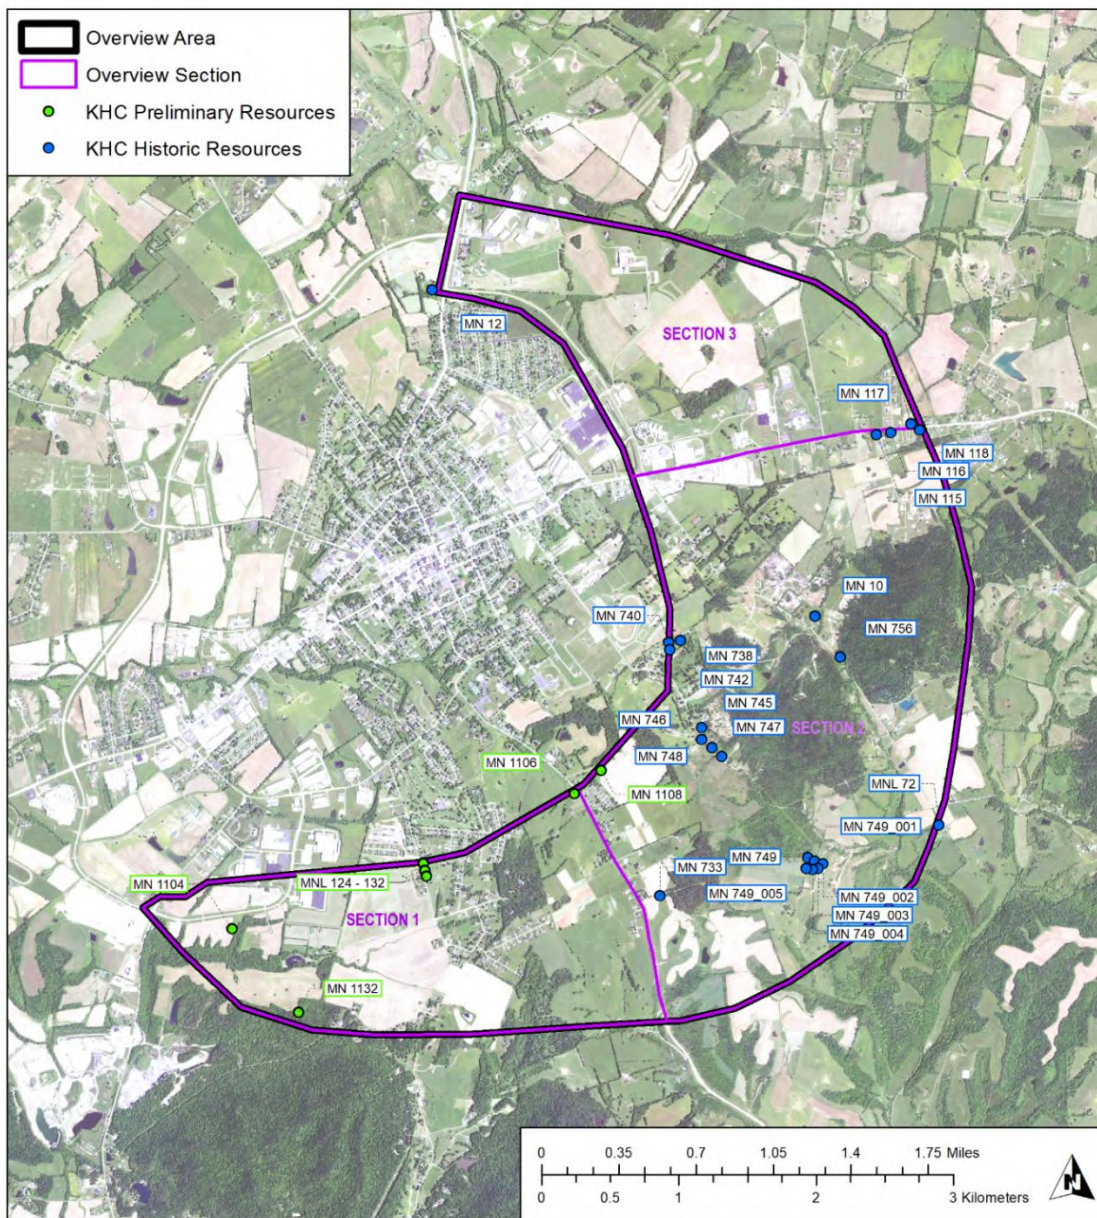 Overview Area
Overview Section
KHC Preliminary Resources
KHC Historic Resources
MN 12
SECTION 3
MN 117
MN 118
MN 116
MN 115
MN 10
MN 740
MN 756
MN 738
MN 742
MN 745
MN 746
MN 747
SECTION 2
MN 748
MN 1106
MNL 72
MN 1108
MN 749_001
MN 749
MN 733
MN 1104
MNL 124 - 132
MN 749_005
MN 749_002
SECTION 1
MN 749_003
MN 749_004
MN 1132
0 0.35 0.7 1.05 1.4 1.75 Miles
0 0.5 1 2 3 Kilometers
N